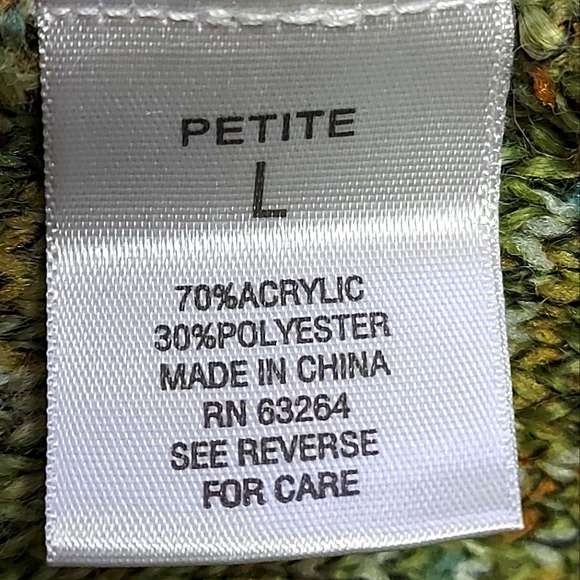 PETITE
L
70%ACRYLIC
30%POLYESTER
MADE IN CHINA
RN 63264
SEE REVERSE
FOR CARE